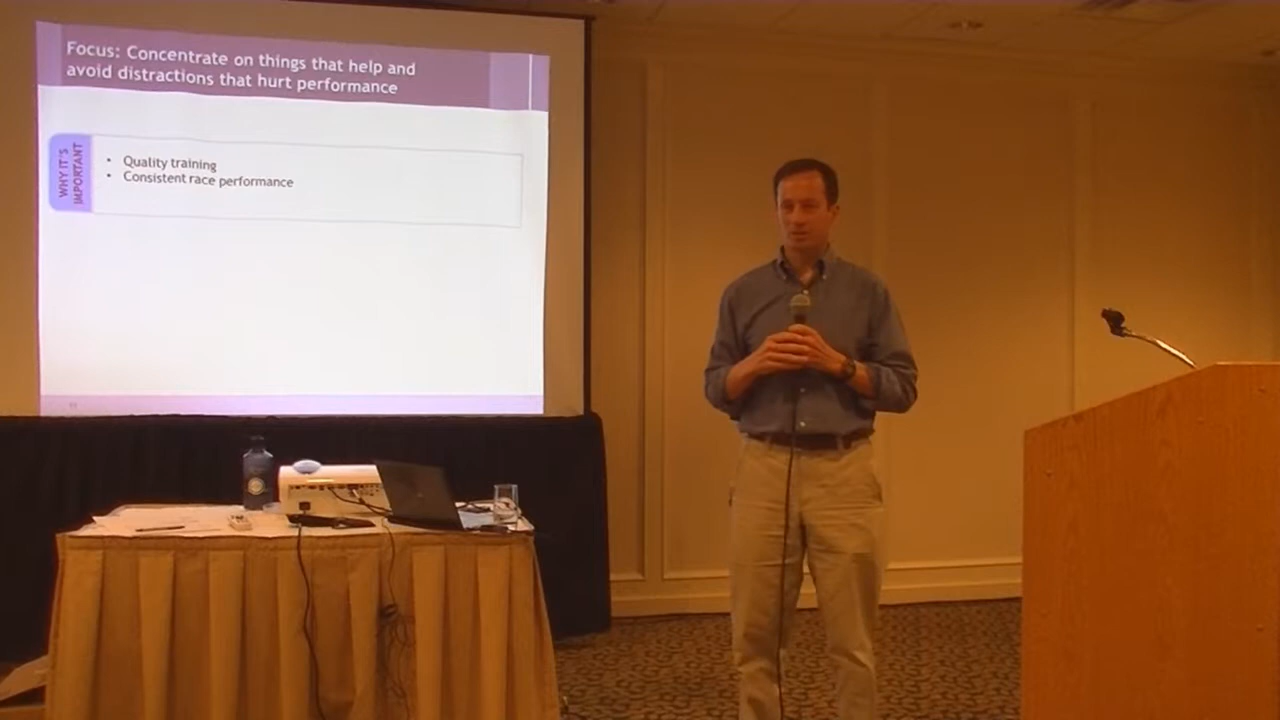 Focus: Concentrate on things that help and
avoid distractions that hurt performance
WHY IT'S
IMPORTANT
• Quality training
• Consistent race performance